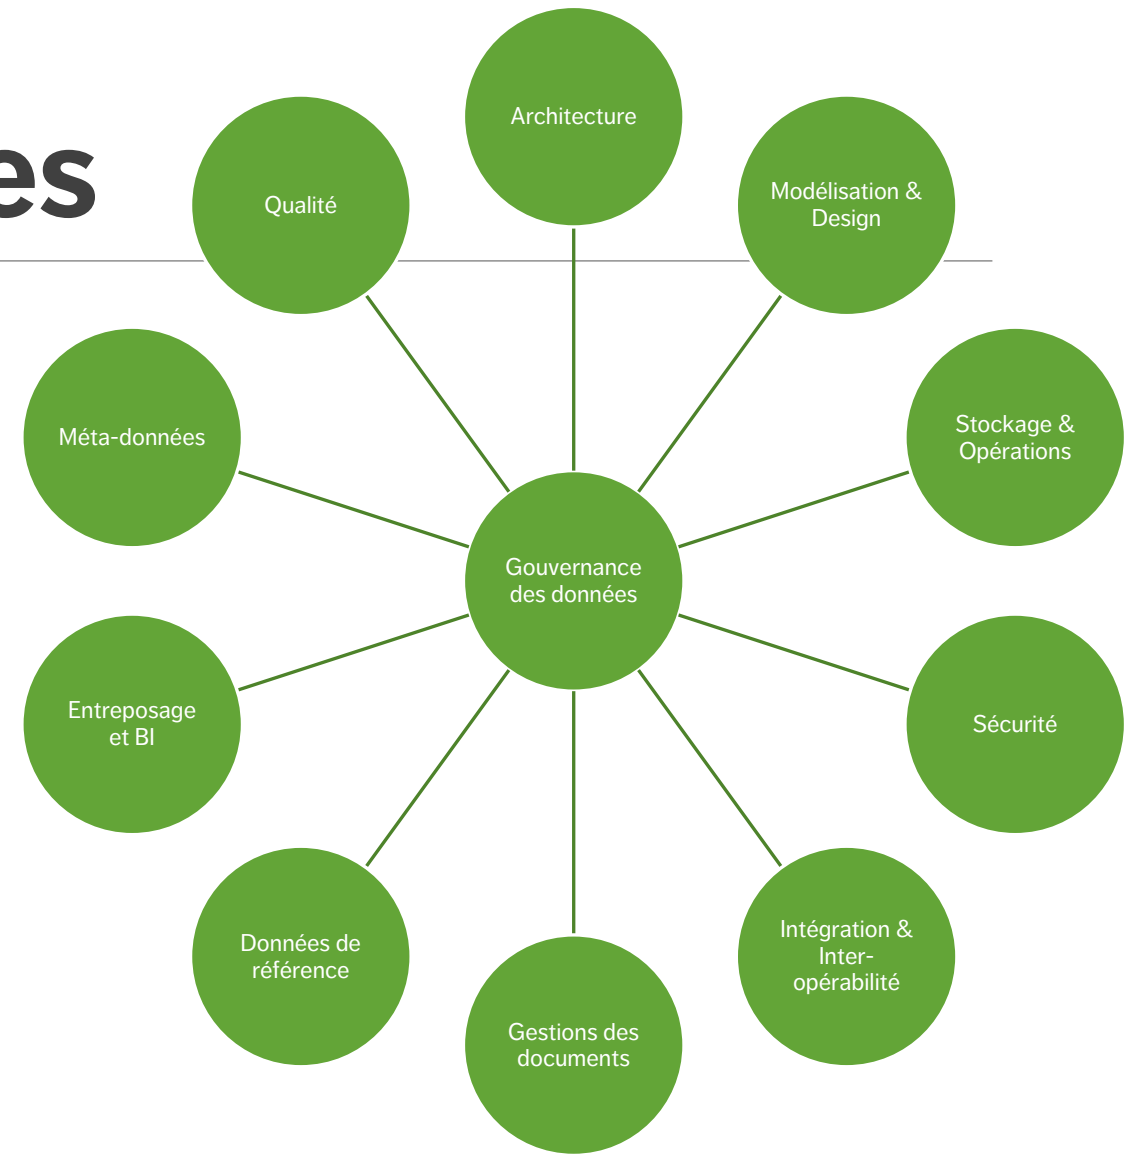 es
Architecture
Qualité
Modélisation &
Design
Méta-données
Stockage &
Opérations
Gouvernance
des données
Entreposage
et BI
Sécurité
Données de
référence
Intégration &
Inter-
opérabilité
Gestions des
documents